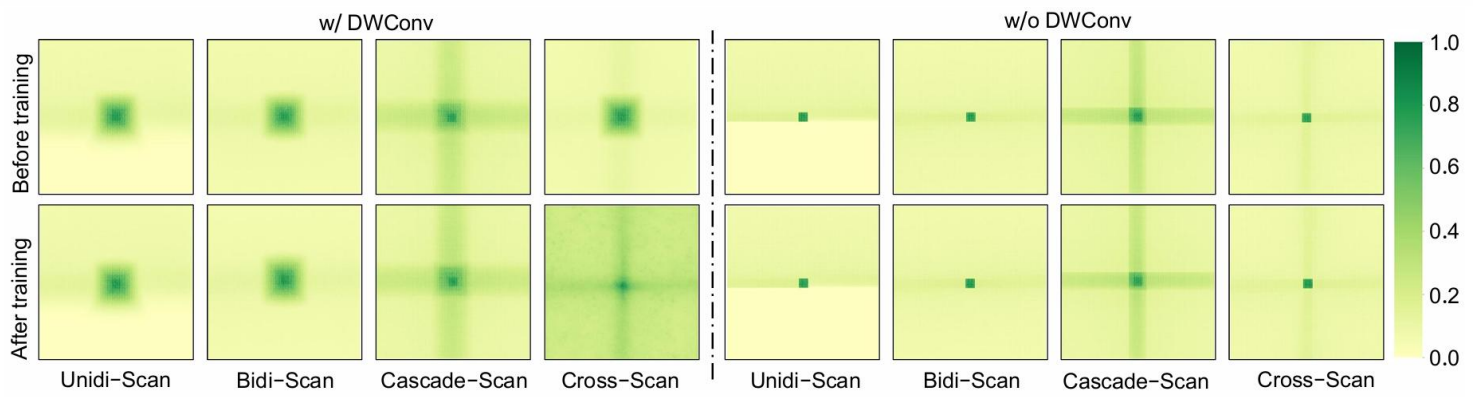 w/ DWConv
w/o DWConv
Before training
After training
Unidi-Scan
Bidi-Scan
Cascade-Scan
Cross-Scan
Unidi-Scan
Bidi-Scan
Cascade-Scan
Cross-Scan
1.0
0.8
0.6
0.4
0.2
0.0